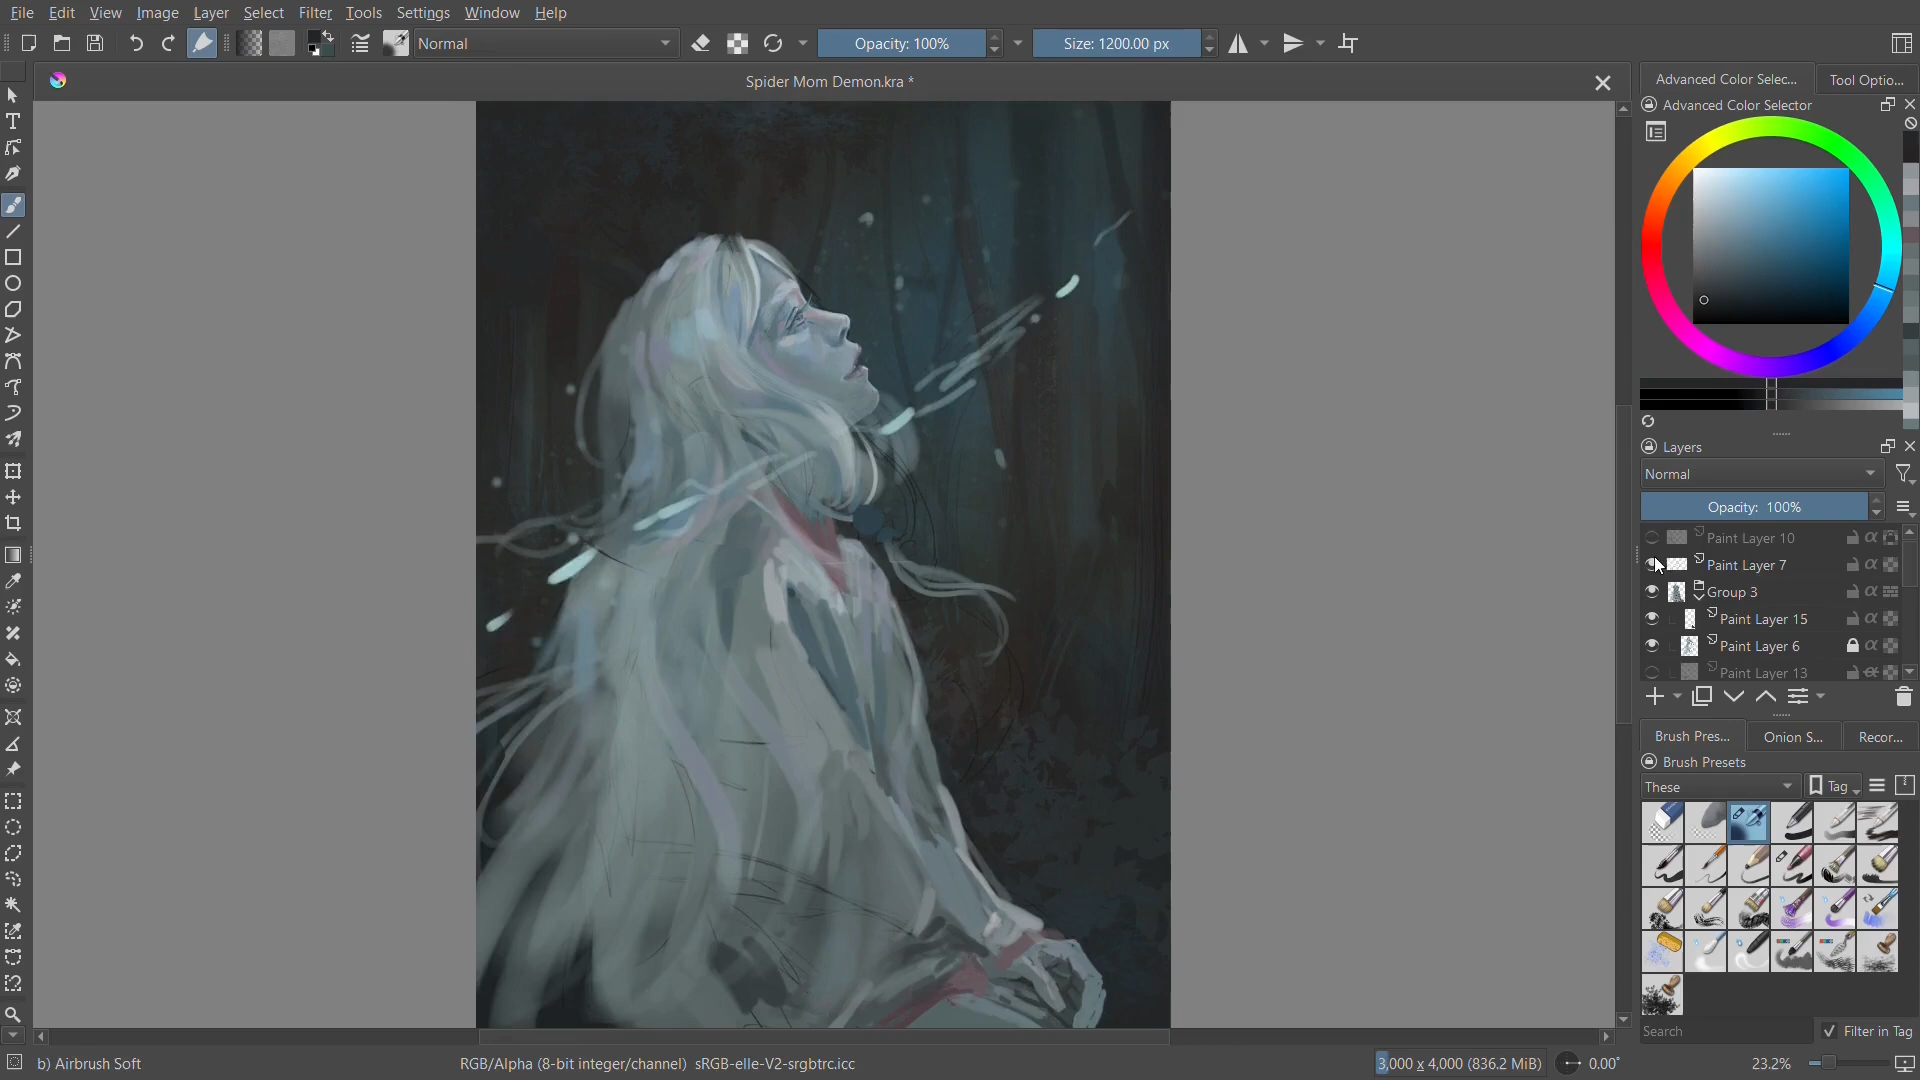 File Edit View Image Layer Select Filter Tools Settings Window Help
Normal Opacity: 100% Size: 1200.00 px
Spider Mom Demon.kra *
Advanced Color Selec... Tool Optio...
Advanced Color Selector
Layers
Normal
Opacity: 100%
Paint Layer 10
Paint Layer 7
Group 3
Paint Layer 15
Paint Layer 6
Paint Layer 13
Brush Pres... Onion S... Recor...
Brush Presets
These Tag
Search Filter in Tag
b) Airbrush Soft RGB/Alpha (8-bit integer/channel) sRGB-elle-V2-srgbtrc.icc 3,000 x 4,000 (836.2 MiB) 0.00° 23.2%